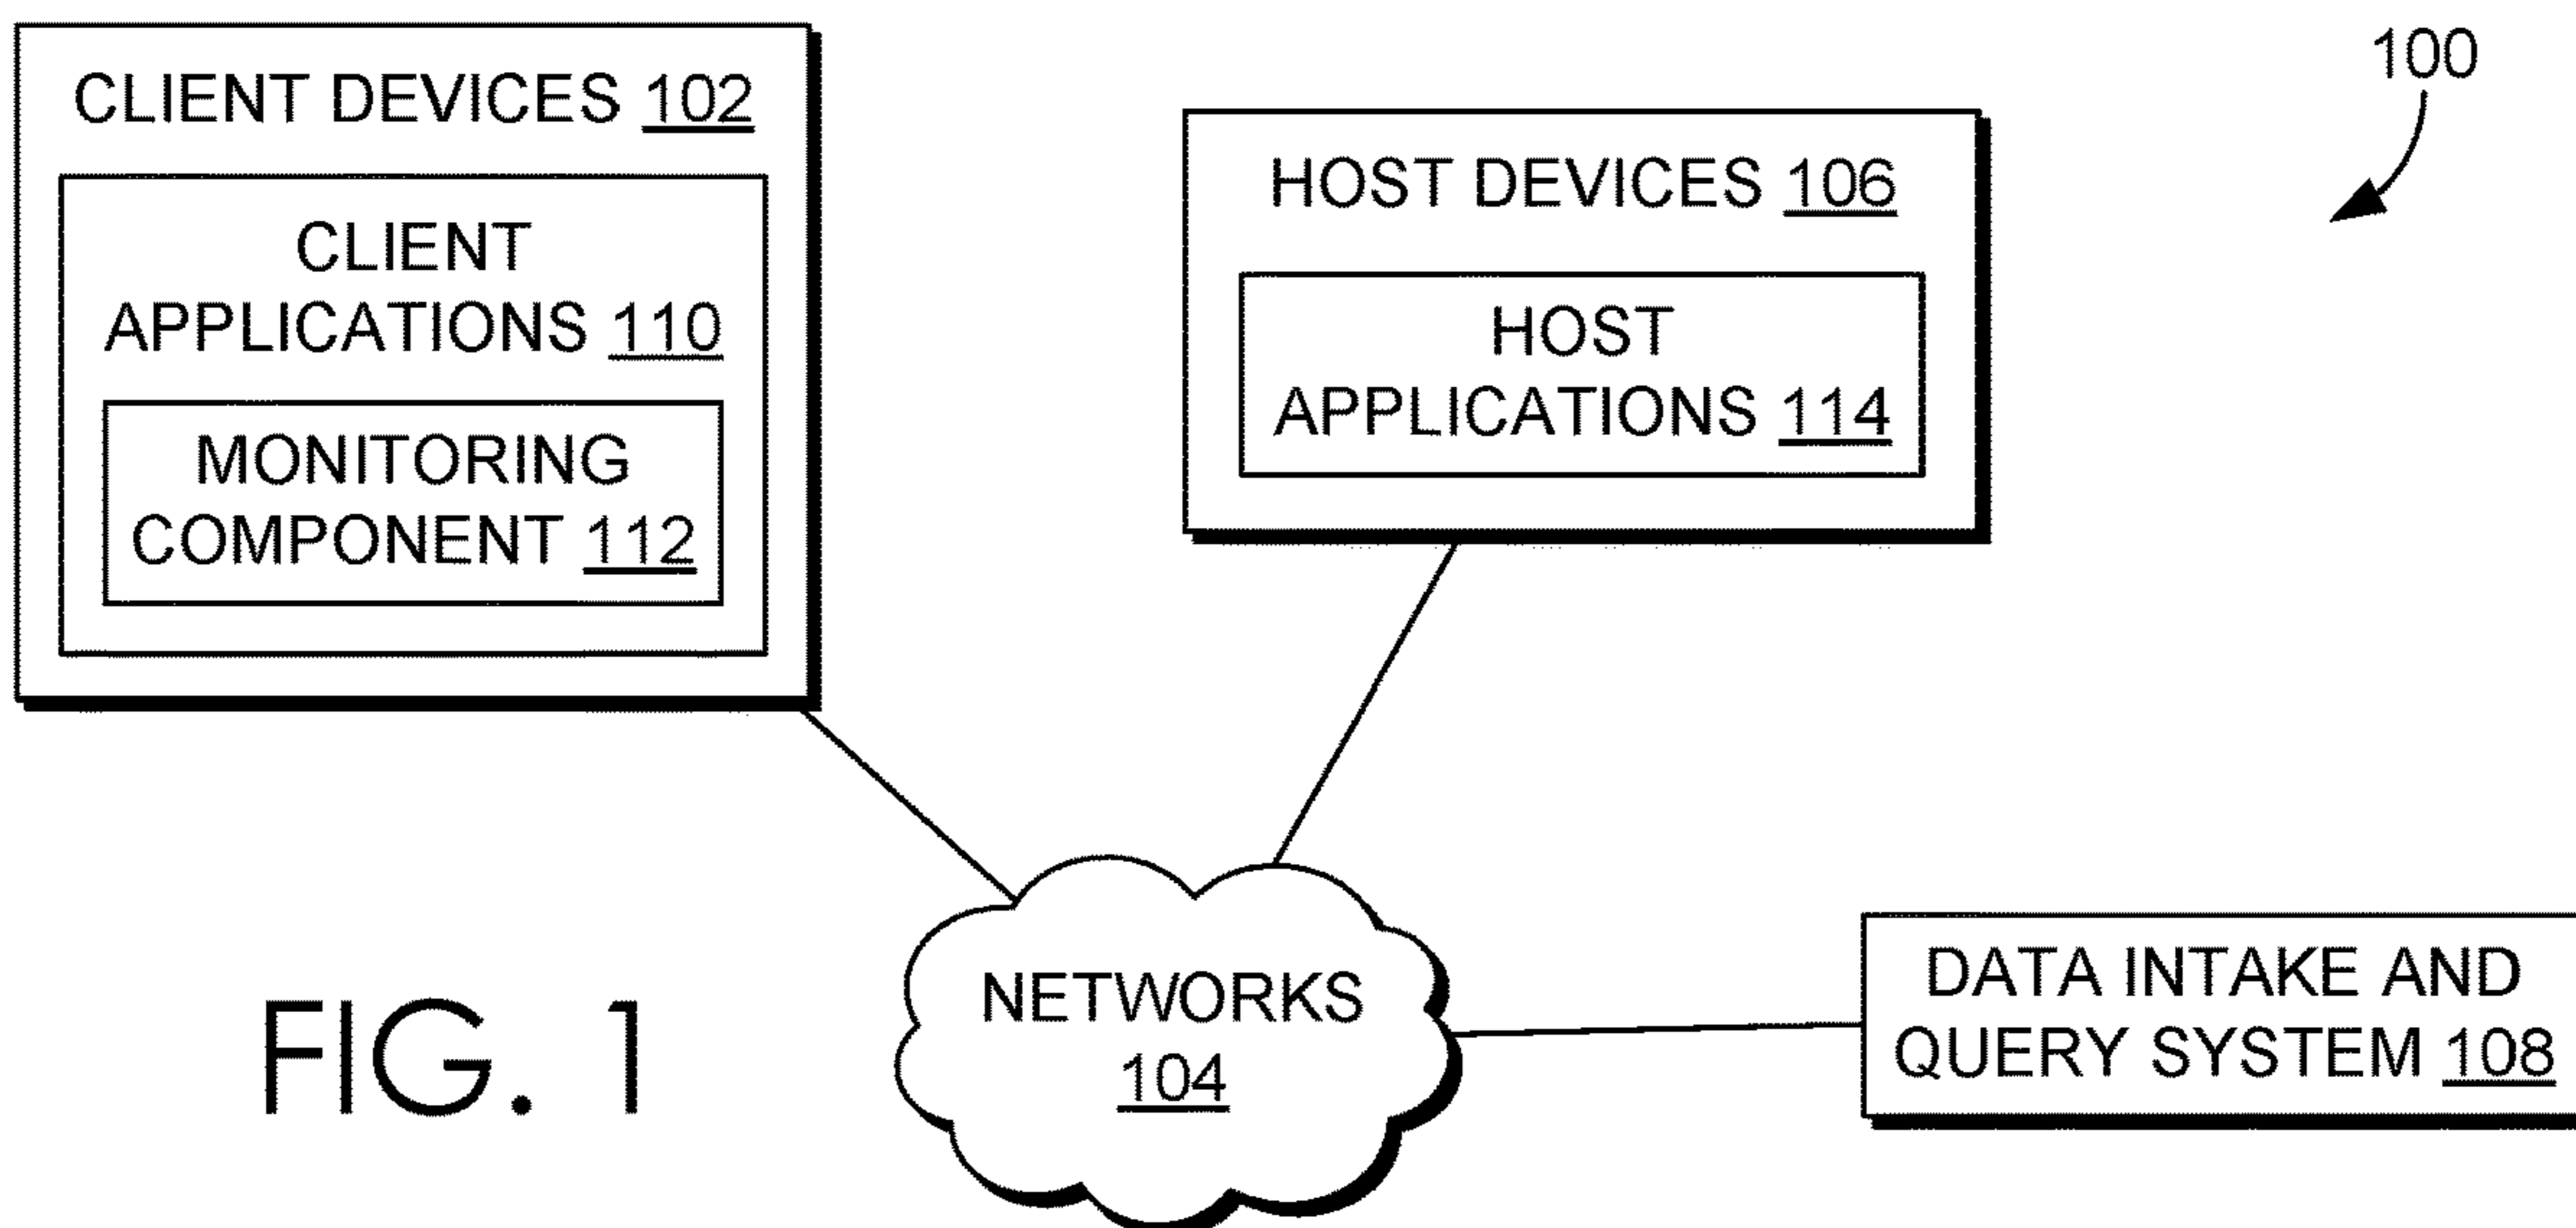 100
CLIENT DEVICES 102
CLIENT
APPLICATIONS 110
MONITORING
COMPONENT 112
HOST DEVICES 106
HOST
APPLICATIONS 114
NETWORKS
104
DATA INTAKE AND
QUERY SYSTEM 108
FIG. 1